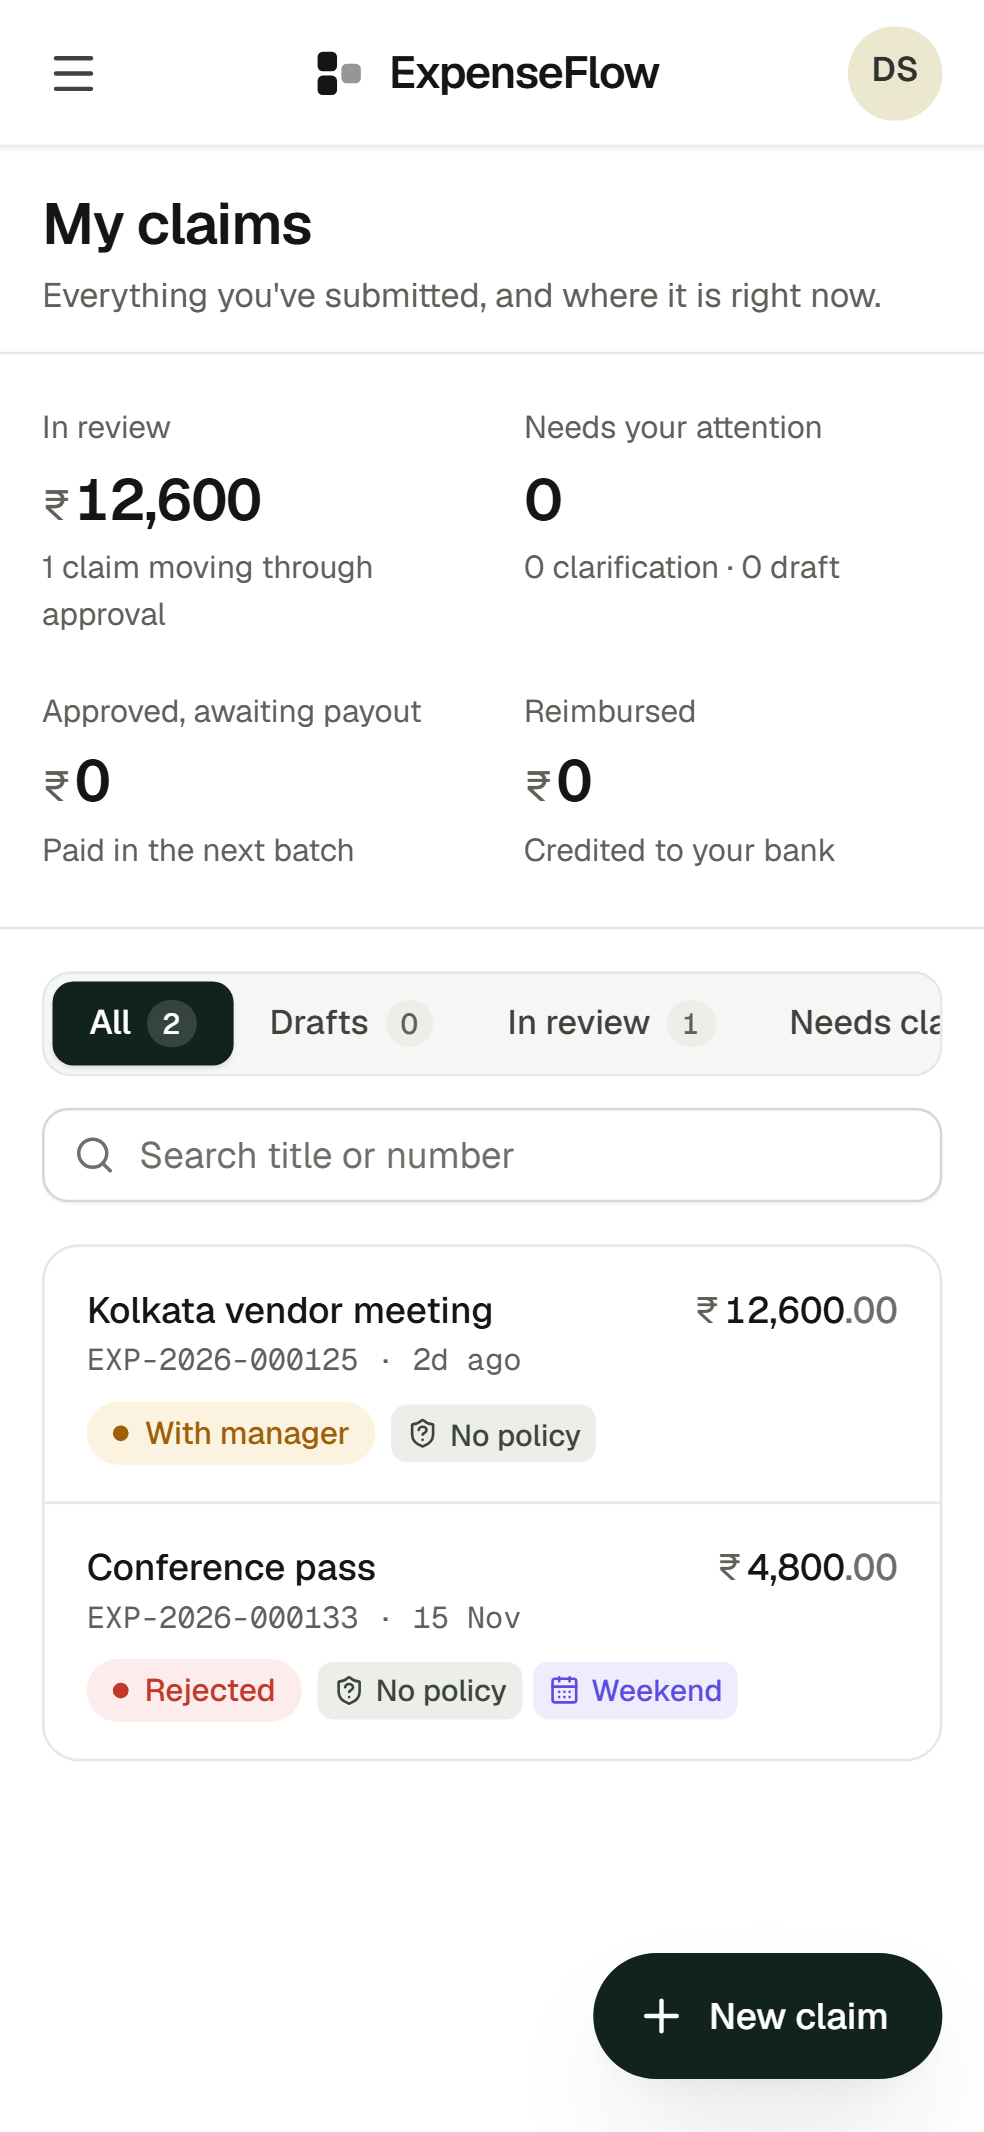 ExpenseFlow
DS
My claims
Everything you've submitted, and where it is right now.
In review
₹12,600
1 claim moving through
approval
Needs your attention
0
0 clarification · 0 draft
Approved, awaiting payout
₹0
Paid in the next batch
Reimbursed
₹0
Credited to your bank
All 2 Drafts 0 In review 1 Needs cla
Search title or number
Kolkata vendor meeting ₹12,600.00
EXP-2026-000125 · 2d ago
With manager No policy
Conference pass ₹4,800.00
EXP-2026-000133 · 15 Nov
Rejected No policy Weekend
New claim